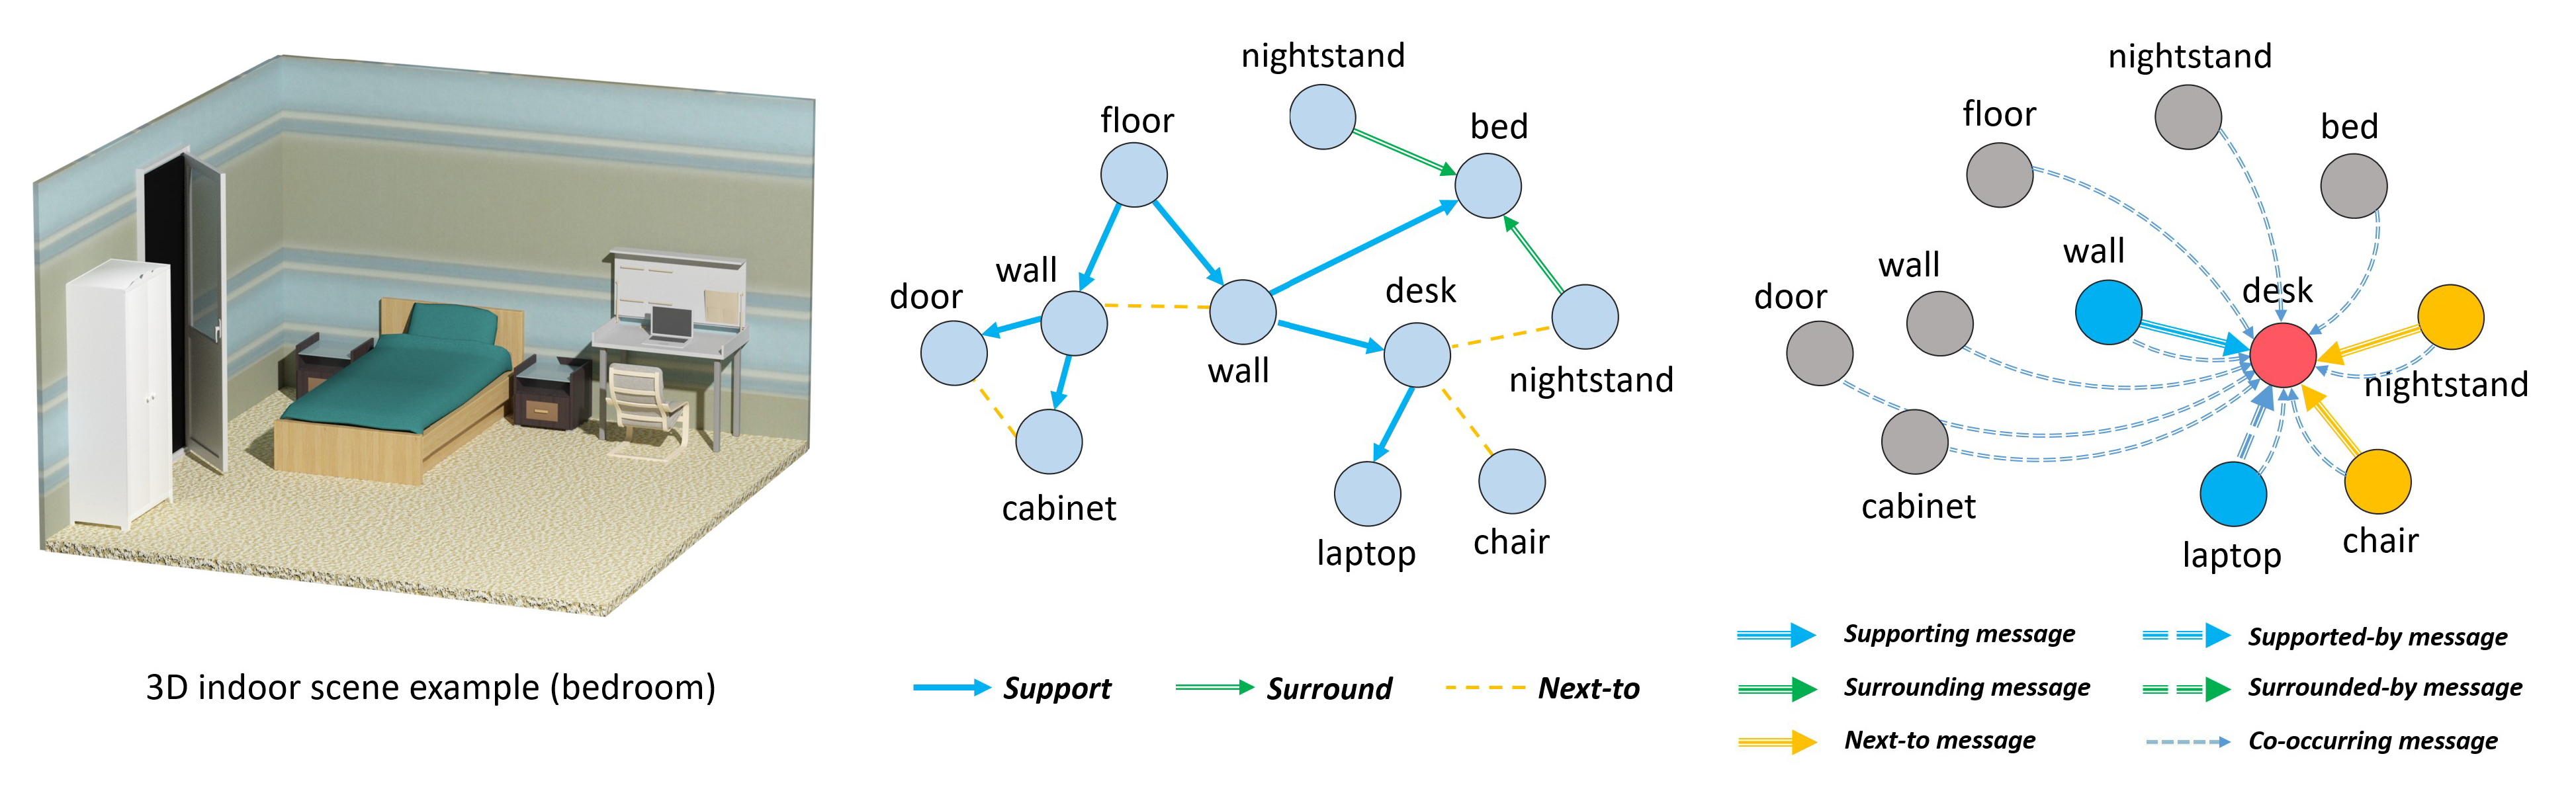 3D indoor scene example (bedroom)
nightstand
floor
bed
wall
door
desk
wall
nightstand
cabinet
laptop
chair
Support
Surround
Next-to
nightstand
floor
bed
wall
wall
door
desk
nightstand
cabinet
laptop
chair
Supporting message
Supported-by message
Surrounding message
Surrounded-by message
Next-to message
Co-occurring message